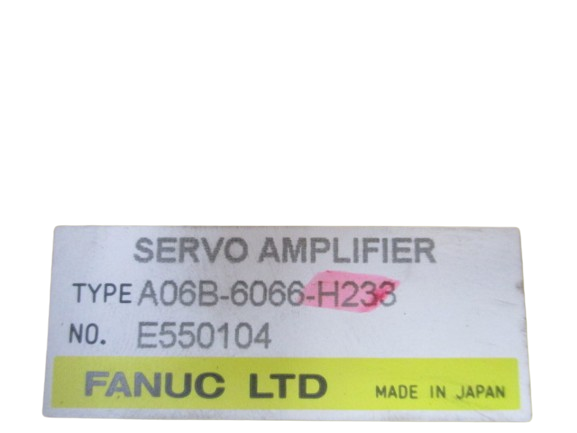 SERVO AMPLIFIER
TYPE A06B-6066-H233
NO. E550104
FANUC LTD MADE IN JAPAN